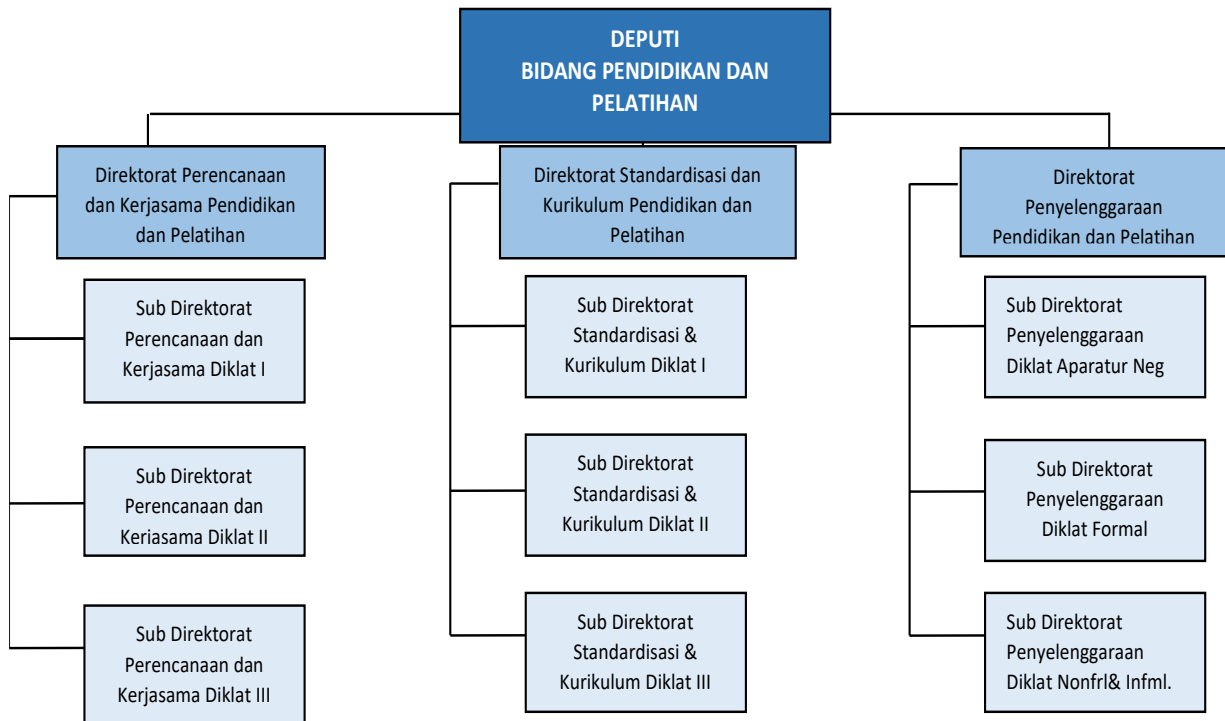 DEPUTI
BIDANG PENDIDIKAN DAN
PELATIHAN
Direktorat Perencanaan
dan Kerjasama Pendidikan
dan Pelatihan
Sub Direktorat
Perencanaan dan
Kerjasama Diklat I
Sub Direktorat
Perencanaan dan
Keriasama Diklat II
Sub Direktorat
Perencanaan dan
Kerjasama Diklat III
Direktorat Standardisasi dan
Kurikulum Pendidikan dan
Pelatihan
Sub Direktorat
Standardisasi &
Kurikulum Diklat I
Sub Direktorat
Standardisasi &
Kurikulum Diklat II
Sub Direktorat
Standardisasi &
Kurikulum Diklat III
Direktorat
Penyelenggaraan
Pendidikan dan Pelatihan
Sub Direktorat
Penyelenggaraan
Diklat Aparatur Neg
Sub Direktorat
Penyelenggaraan
Diklat Formal
Sub Direktorat
Penyelenggaraan
Diklat Nonfrl& Infml.